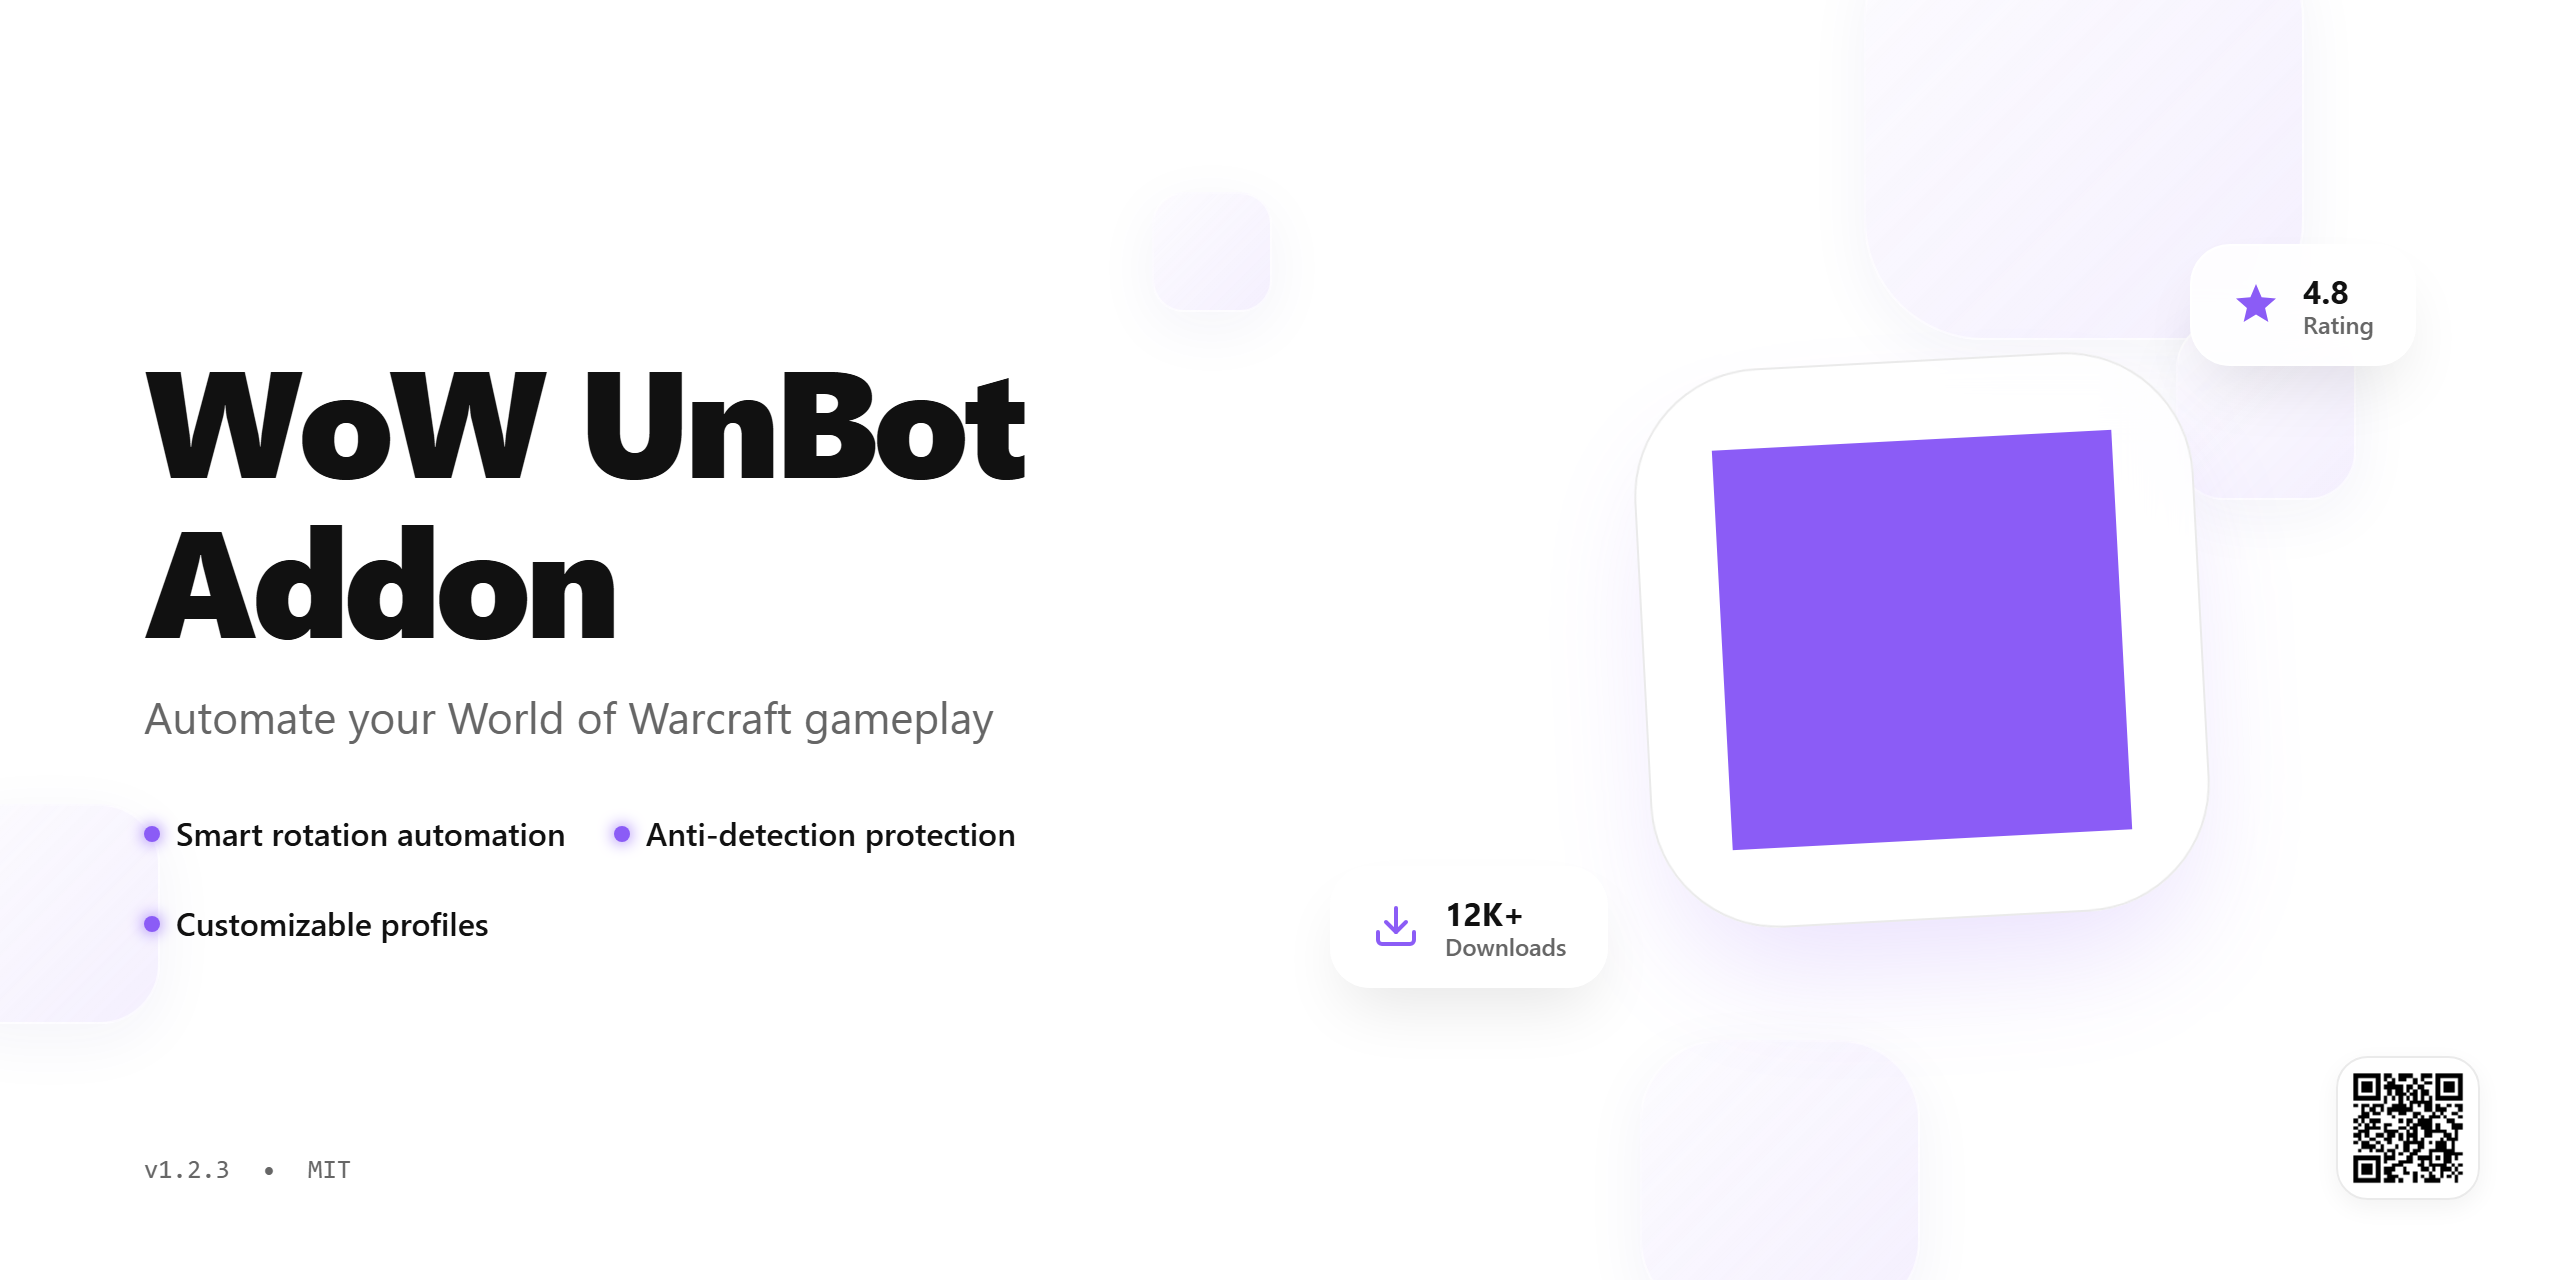 WoW UnBot
Addon
Automate your World of Warcraft gameplay
Smart rotation automation
Anti-detection protection
Customizable profiles
4.8
Rating
12K+
Downloads
v1.2.3 • MIT